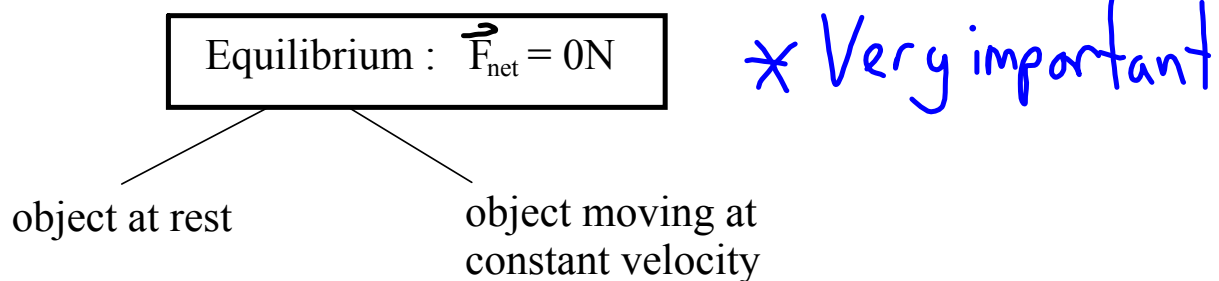 Equilibrium : F⃗net = 0N
* Very important
object at rest
object moving at
constant velocity